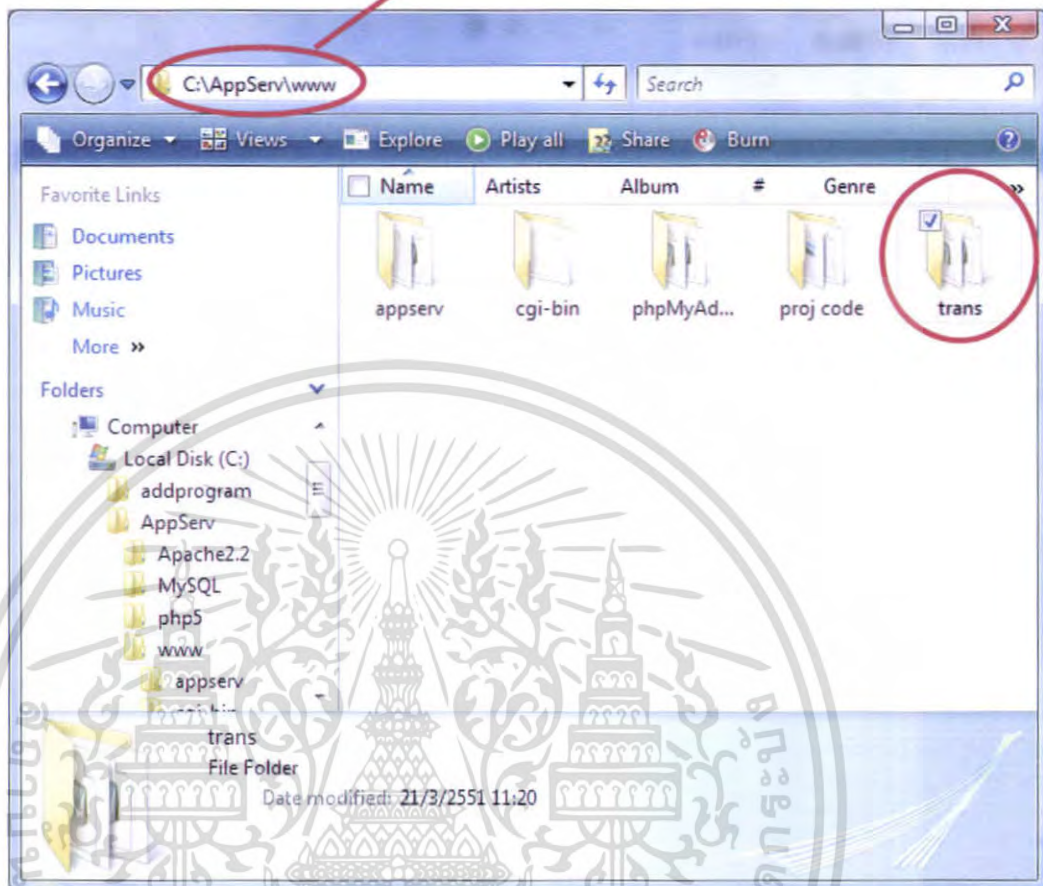 C:\AppServ\www
Search
Organize Views Explore Play all Share Burn
Favorite Links
Documents
Pictures
Music
More »
Folders
Computer
Local Disk (C:)
addprogram
AppServ
Apache2.2
MySQL
php5
www
appserv
cgi-bin
Name Artists Album # Genre »
appserv cgi-bin phpMyAd... proj code trans
trans
File Folder
Date modified: 21/3/2551 11:20